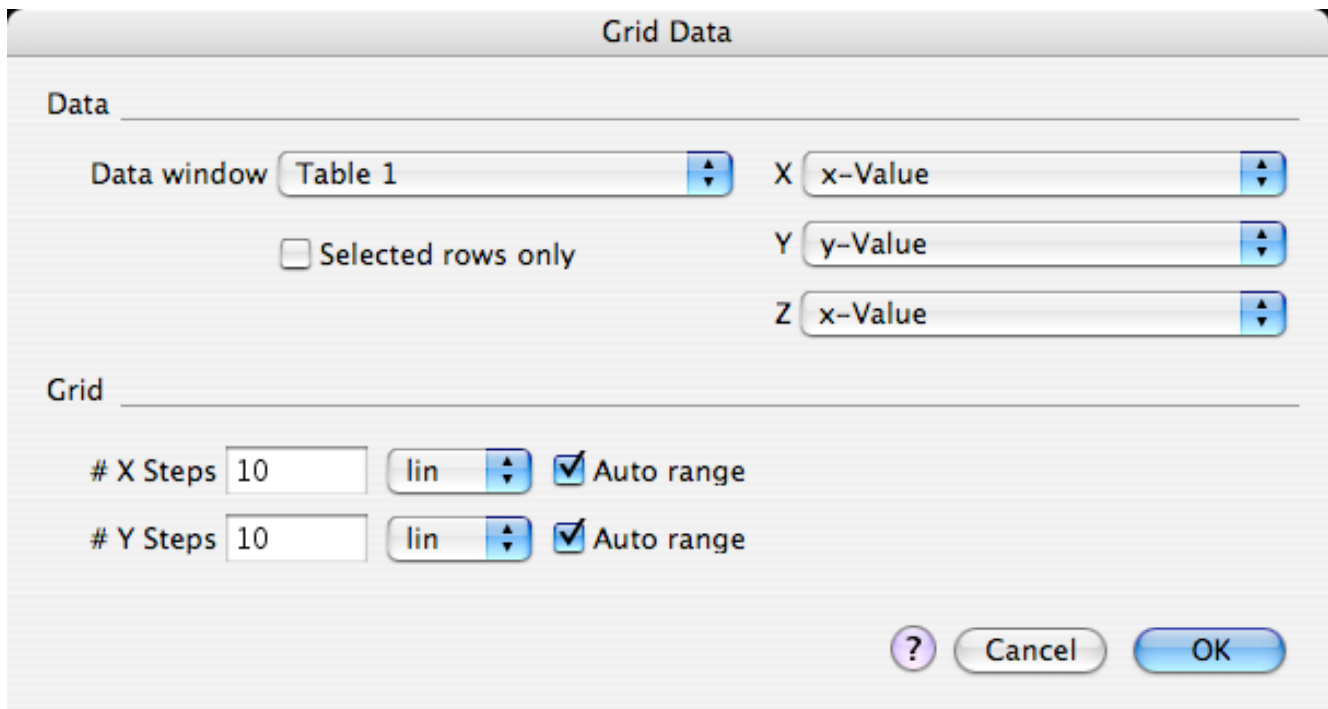 Grid Data
Data
Data window Table 1 X x-Value
Selected rows only Y y-Value
Z x-Value
Grid
# X Steps 10 lin Auto range
# Y Steps 10 lin Auto range
? Cancel OK